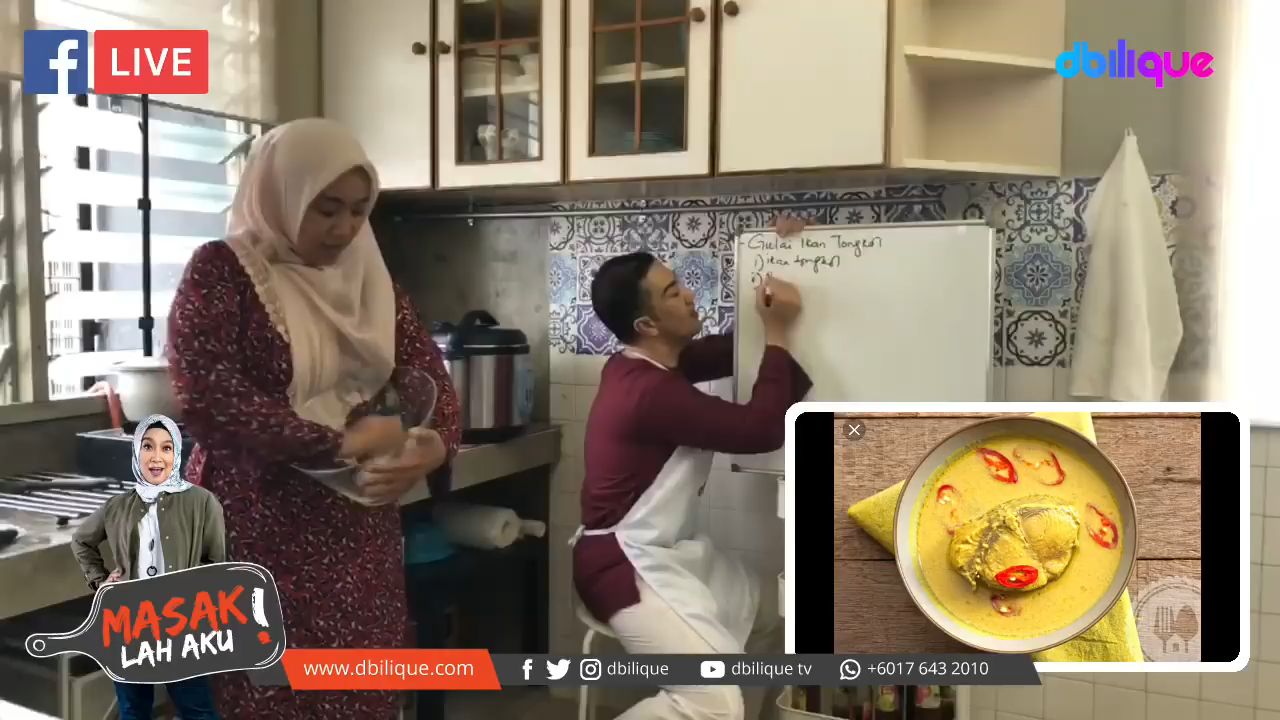 f LIVE
dbilique
Gulai Ikan Tongkol
1) ikan tongkol
MASAK
LAH AKU!
www.dbilique.com
dbilique
dbilique tv
+6017 643 2010